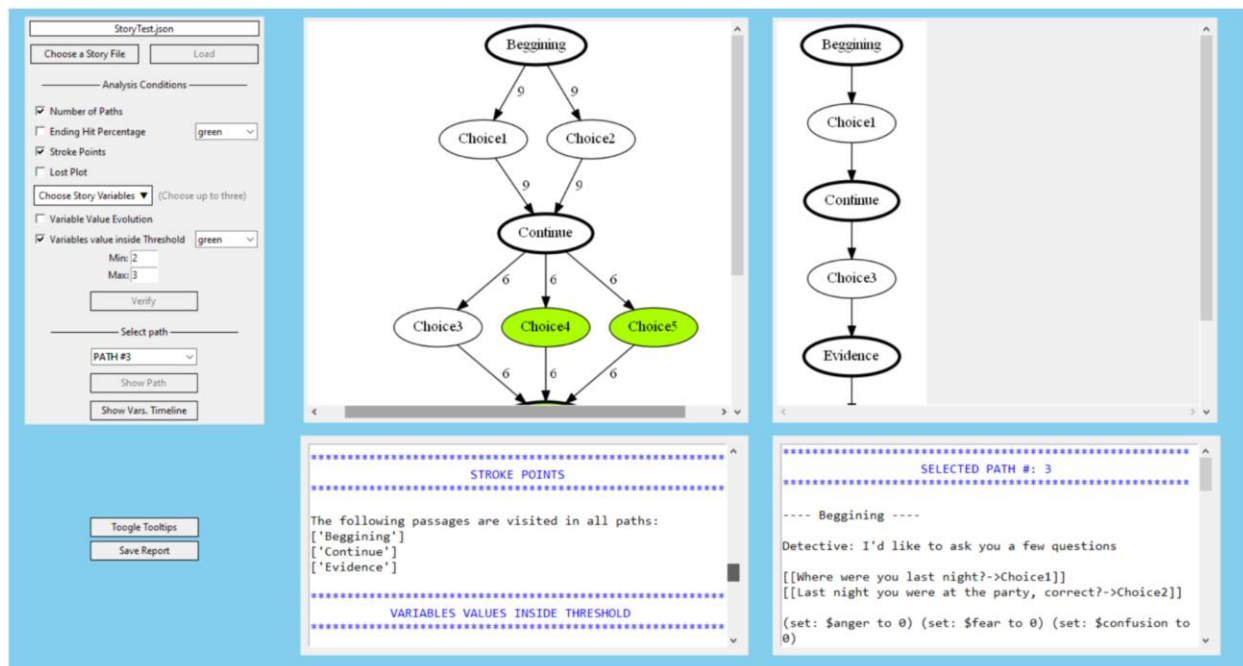 StoryTest.json
Choose a Story File
Load
Analysis Conditions
Number of Paths
Ending Hit Percentage
green
Stroke Points
Lost Plot
Choose Story Variables ▼
(Choose up to three)
Variable Value Evolution
Variables value inside Threshold
green
Min: 2
Max: 3
Verify
Select path
PATH #3
Show Path
Show Vars. Timeline
Toogle Tooltips
Save Report
Beggining
9
9
Choice1
Choice2
9
9
Continue
6
6
6
Choice3
Choice4
Choice5
6
6
6
Beggining
Choice1
Continue
Choice3
Evidence
*********************************************************
STROKE POINTS
*********************************************************
The following passages are visited in all paths:
['Beggining']
['Continue']
['Evidence']
*********************************************************
VARIABLES VALUES INSIDE THRESHOLD
*********************************************************
*********************************************************
SELECTED PATH #: 3
*********************************************************
---- Beggining ----
Detective: I'd like to ask you a few questions
[[Where were you last night?->Choice1]]
[[Last night you were at the party, correct?->Choice2]]
(set: $anger to 0) (set: $fear to 0) (set: $confusion to
0)